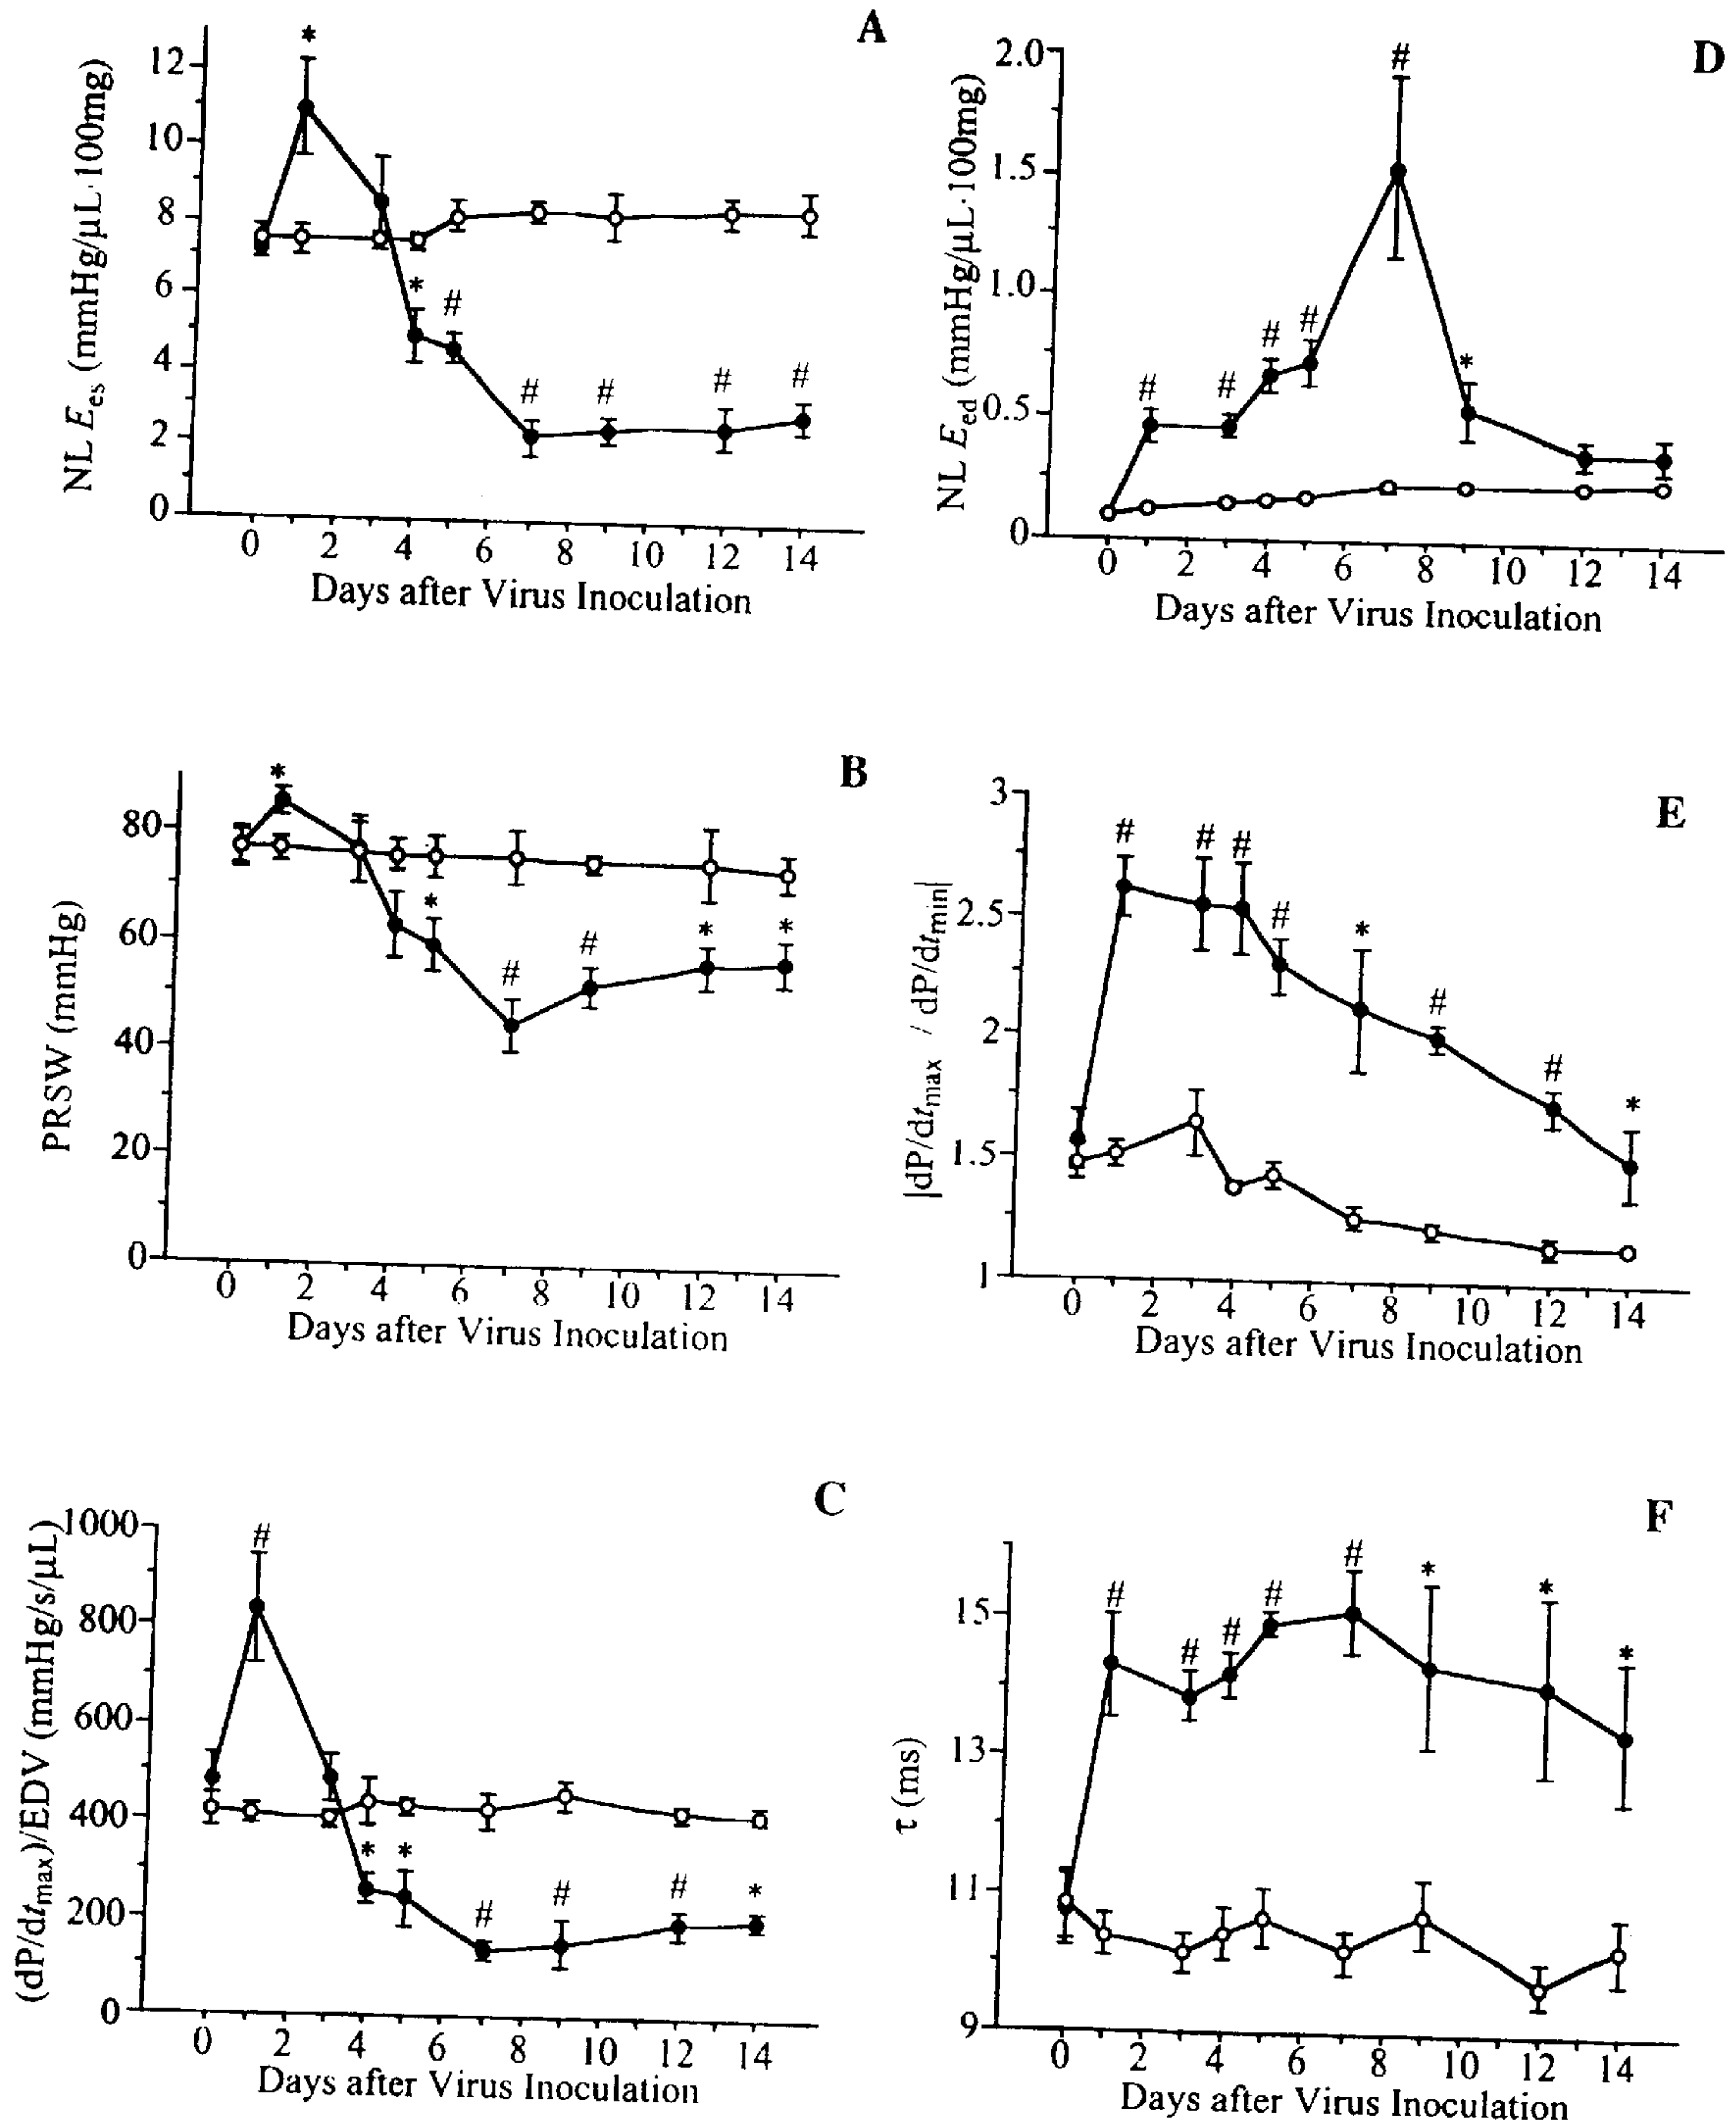 A
NL Ees (mmHg/μL·100mg)
12
10
8
6
4
2
0
* * # # # # #
0 2 4 6 8 10 12 14
Days after Virus Inoculation
D
NL Eed (mmHg/μL·100mg)
2.0
1.5
1.0
0.5
0
# # # # # *
0 2 4 6 8 10 12 14
Days after Virus Inoculation
B
PRSW (mmHg)
80
60
40
20
0
* * # # * *
0 2 4 6 8 10 12 14
Days after Virus Inoculation
E
|dP/dtmax / dP/dtmin|
3
2.5
2
1.5
1
# # # # * # # *
0 2 4 6 8 10 12 14
Days after Virus Inoculation
C
(dP/dtmax)/EDV (mmHg/s/μL)
1000
800
600
400
200
0
# * * # # # *
0 2 4 6 8 10 12 14
Days after Virus Inoculation
F
τ (ms)
15
13
11
9
# # # # # * * *
0 2 4 6 8 10 12 14
Days after Virus Inoculation